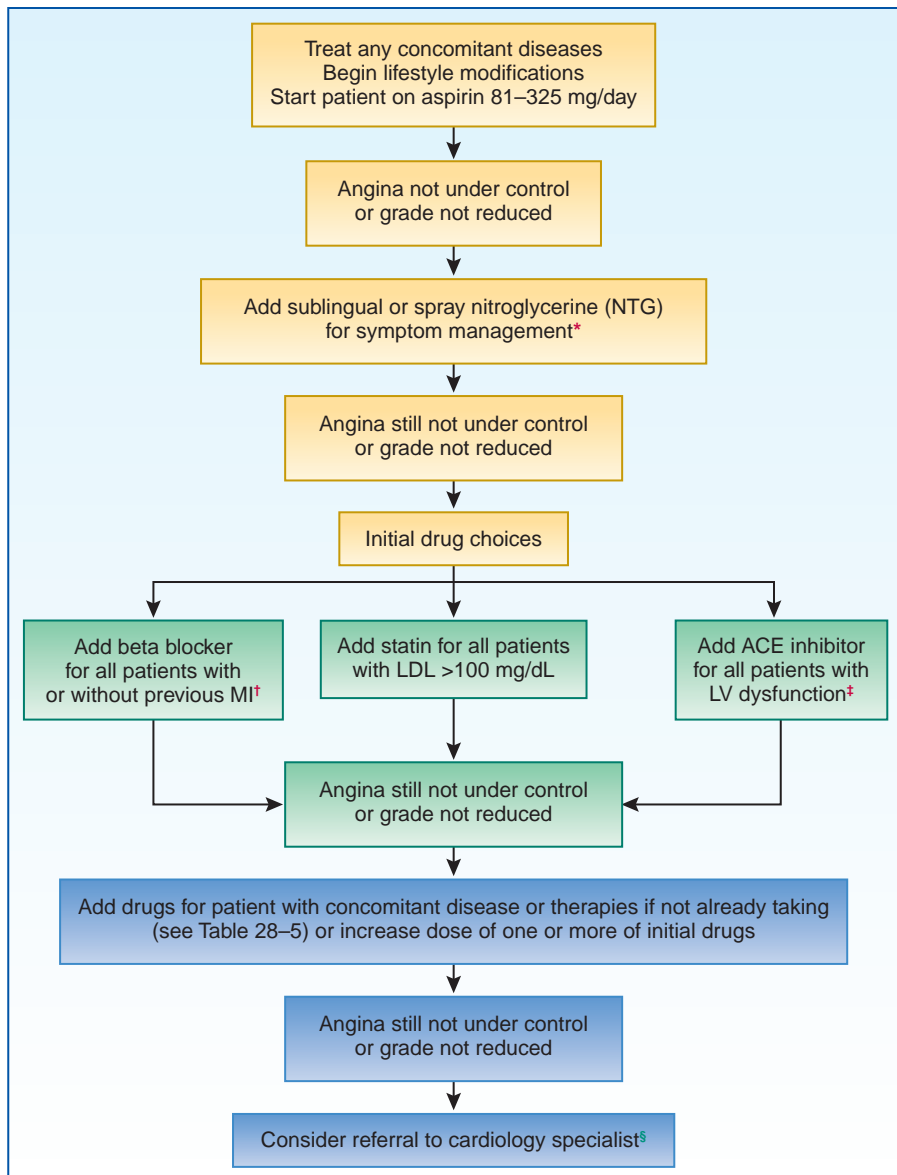 Treat any concomitant diseases
Begin lifestyle modifications
Start patient on aspirin 81–325 mg/day
Angina not under control
or grade not reduced
Add sublingual or spray nitroglycerine (NTG)
for symptom management*
Angina still not under control
or grade not reduced
Initial drug choices
Add beta blocker
for all patients with
or without previous MI†
Add statin for all patients
with LDL >100 mg/dL
Add ACE inhibitor
for all patients with
LV dysfunction‡
Angina still not under control
or grade not reduced
Add drugs for patient with concomitant disease or therapies if not already taking
(see Table 28–5) or increase dose of one or more of initial drugs
Angina still not under control
or grade not reduced
Consider referral to cardiology specialist§